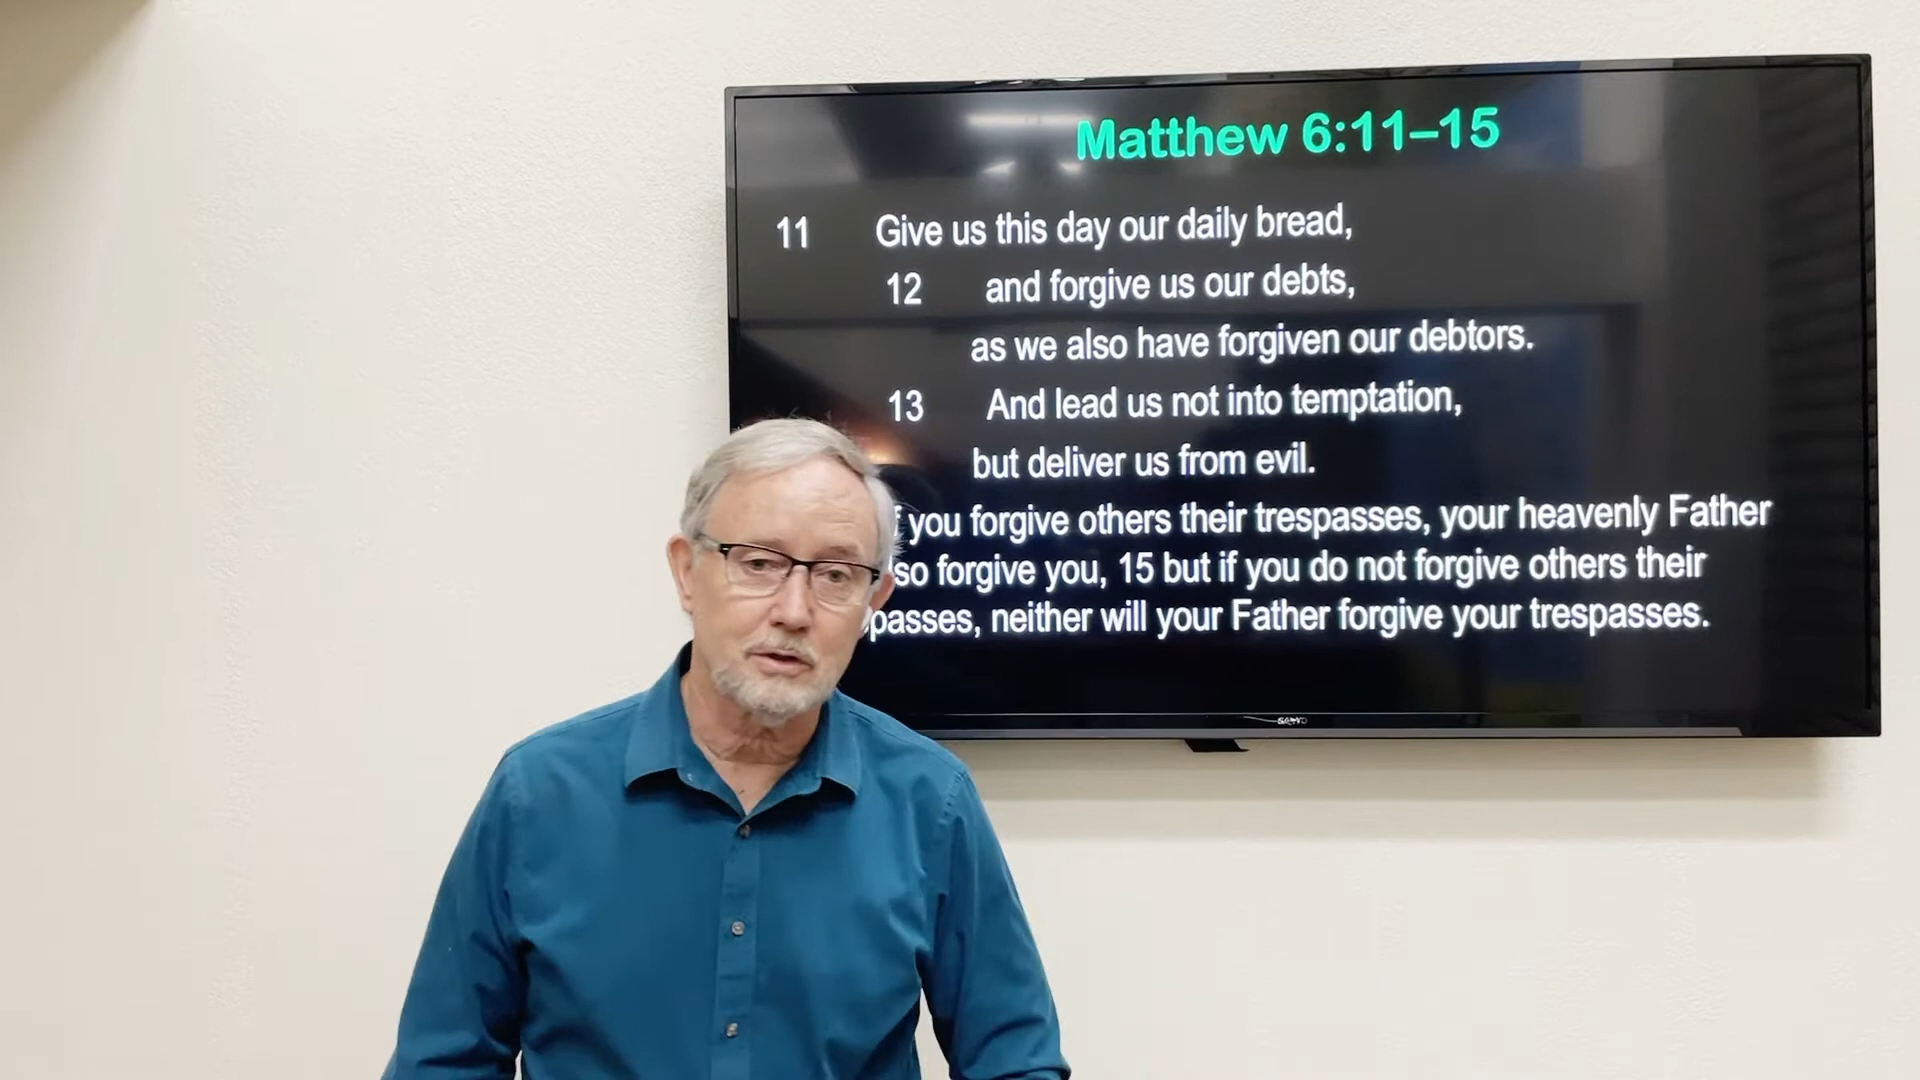 Matthew 6:11–15
11 Give us this day our daily bread,
12 and forgive us our debts,
as we also have forgiven our debtors.
13 And lead us not into temptation,
but deliver us from evil.
you forgive others their trespasses, your heavenly Father
forgive you, 15 but if you do not forgive others their
neither will your Father forgive your trespasses.
SANYO